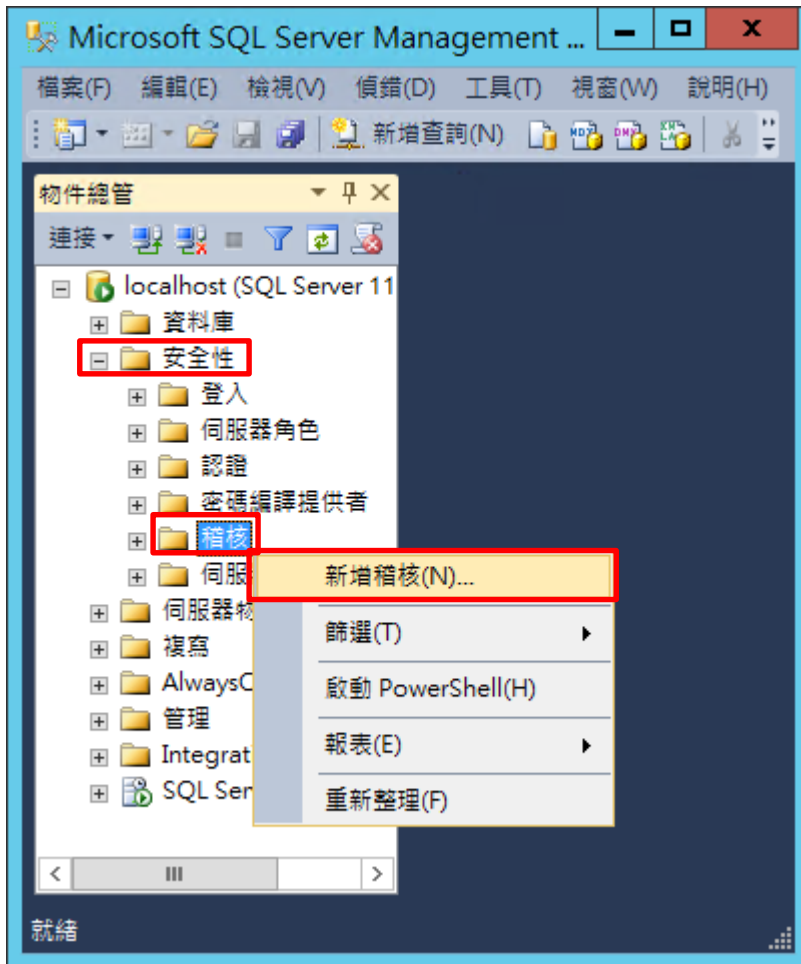 Microsoft SQL Server Management ...
檔案(F) 編輯(E) 檢視(V) 偵錯(D) 工具(T) 視窗(W) 說明(H)
新增查詢(N)
物件總管
連接
localhost (SQL Server 11
資料庫
安全性
登入
伺服器角色
認證
密碼編譯提供者
稽核
新增稽核(N)...
伺服
伺服器物
篩選(T)
複寫
Always
啟動 PowerShell(H)
管理
報表(E)
Integrat
SQL Ser
重新整理(F)
就緒